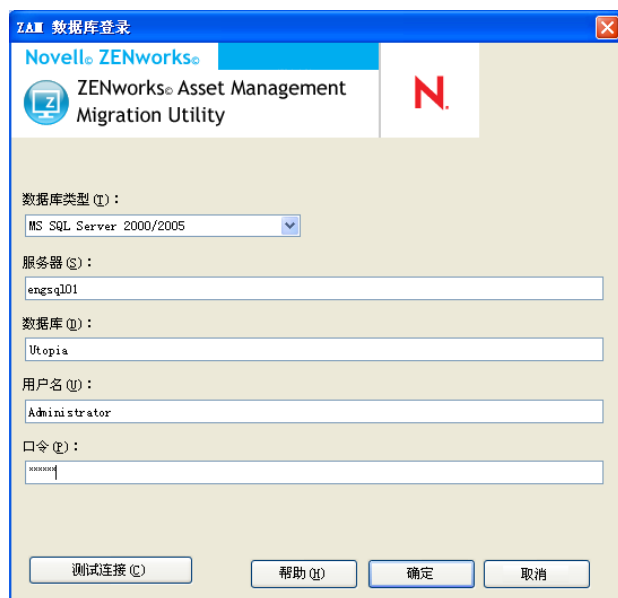 ZAM 数据库登录
Novell© ZENworks©
ZENworks© Asset Management
Migration Utility
N.
数据库类型(T):
MS SQL Server 2000/2005
服务器(S):
engsql01
数据库(D):
Utopia
用户名(U):
Administrator
口令(P):
******
测试连接(C)
帮助(H)
确定
取消